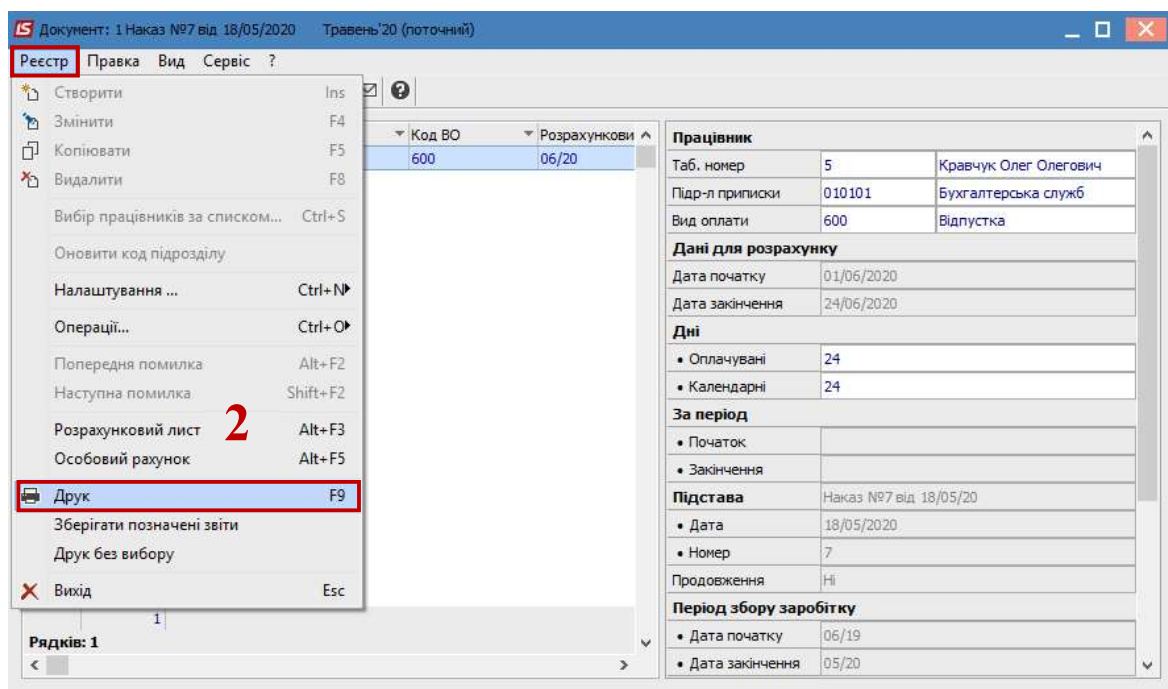 Документ: 1 Наказ №7 від 18/05/2020 Травень'20 (поточний)
Реєстр Правка Вид Сервіс ?
Створити Ins
Змінити F4
Копіювати F5
Видалити F8
Вибір працівників за списком... Ctrl+S
Оновити код підрозділу
Налаштування ... Ctrl+N
Операції... Ctrl+O
Попередня помилка Alt+F2
Наступна помилка Shift+F2
2
Розрахунковий лист Alt+F3
Особовий рахунок Alt+F5
Друк F9
Зберігати позначені звіти
Друк без вибору
Вихід Esc
Код ВО Розрахункови
600 06/20
1
Рядків: 1
Працівник
Таб. номер 5 Кравчук Олег Олегович
Підр-л приписки 010101 Бухгалтерська служб
Вид оплати 600 Відпустка
Дані для розрахунку
Дата початку 01/06/2020
Дата закінчення 24/06/2020
Дні
• Оплачувані 24
• Календарні 24
За період
• Початок
• Закінчення
Підстава Наказ №7 від 18/05/20
• Дата 18/05/2020
• Номер 7
Продовження Ні
Період збору заробітку
• Дата початку 06/19
• Дата закінчення 05/20